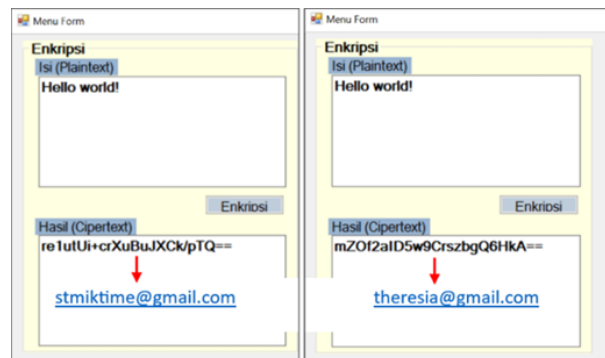 Menu Form
Enkripsi
Isi (Plaintext)
Hello world!
Enkripsi
Hasil (Cipertext)
re1utUi+crXuBuJXCk/pTQ==
stmiktime@gmail.com
Menu Form
Enkripsi
Isi (Plaintext)
Hello world!
Enkripsi
Hasil (Cipertext)
mZOf2aID5w9CrszbgQ6HkA==
theresia@gmail.com